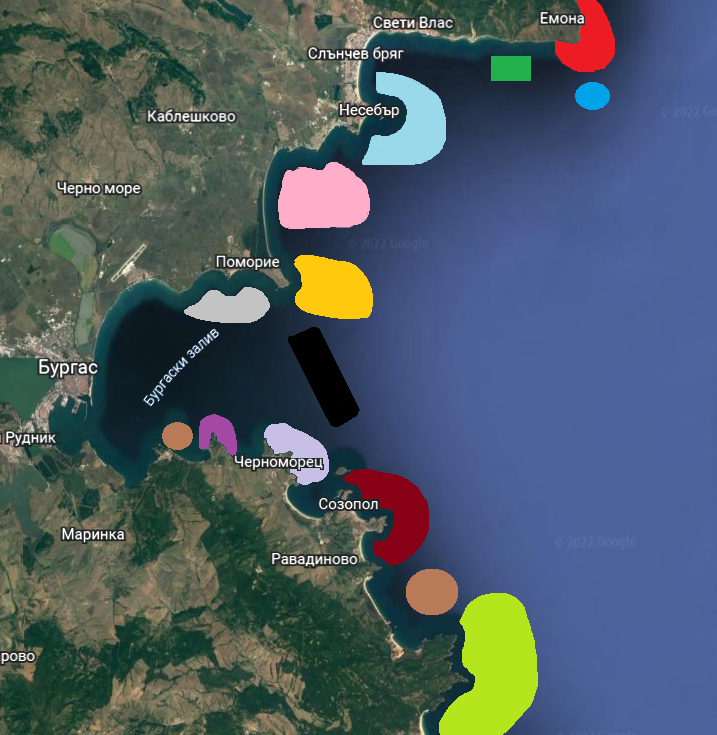 Свети Влас
Емона
Слънчев бряг
Несебър
© 2022 Go
Каблешково
Черно море
© 2022 Google
Поморие
Бургаски залив
Бургас
Рудник
Черноморец
Созопол
Маринка
© 2022 Google
Равадиново
рово